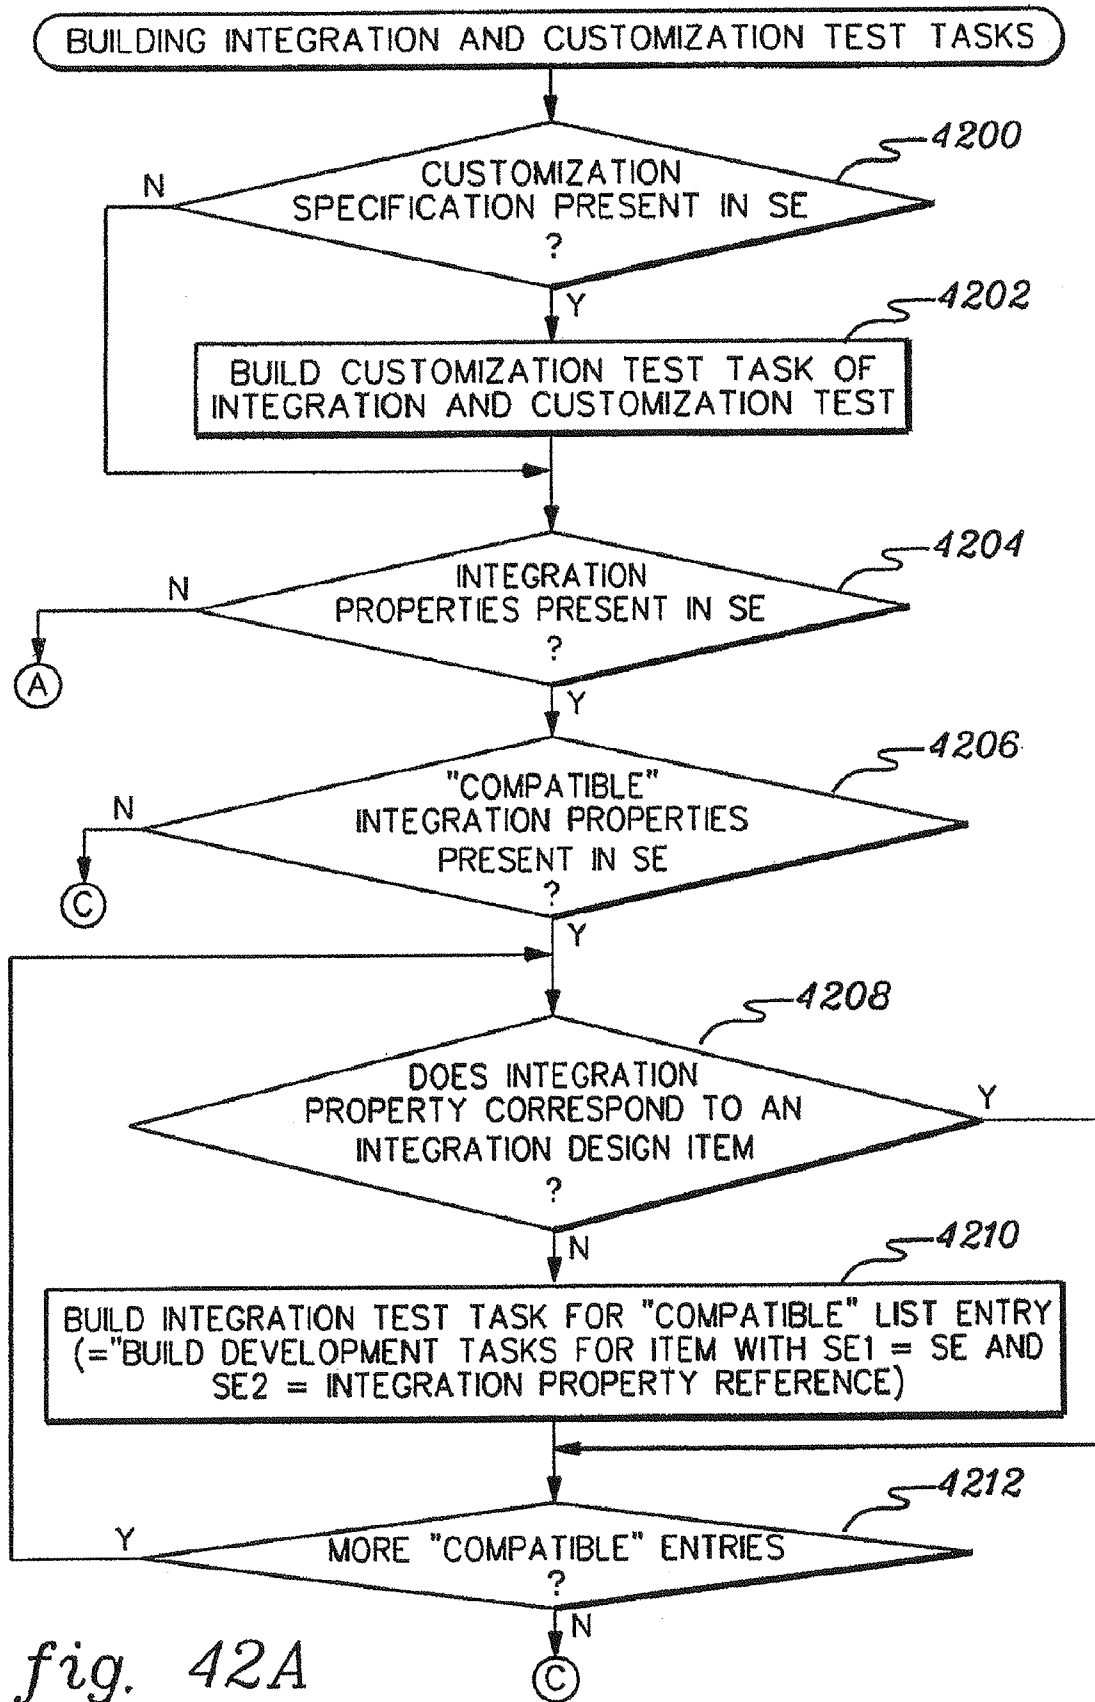 BUILDING INTEGRATION AND CUSTOMIZATION TEST TASKS
4200
N
CUSTOMIZATION
SPECIFICATION PRESENT IN SE
?
Y
4202
BUILD CUSTOMIZATION TEST TASK OF
INTEGRATION AND CUSTOMIZATION TEST
4204
N
INTEGRATION
PROPERTIES PRESENT IN SE
?
A
Y
4206
N
"COMPATIBLE"
INTEGRATION PROPERTIES
PRESENT IN SE
?
C
Y
4208
DOES INTEGRATION
PROPERTY CORRESPOND TO AN
INTEGRATION DESIGN ITEM
?
Y
N
4210
BUILD INTEGRATION TEST TASK FOR "COMPATIBLE" LIST ENTRY
(="BUILD DEVELOPMENT TASKS FOR ITEM WITH SE1 = SE AND
SE2 = INTEGRATION PROPERTY REFERENCE)
4212
Y
MORE "COMPATIBLE" ENTRIES
?
N
C
fig. 42A